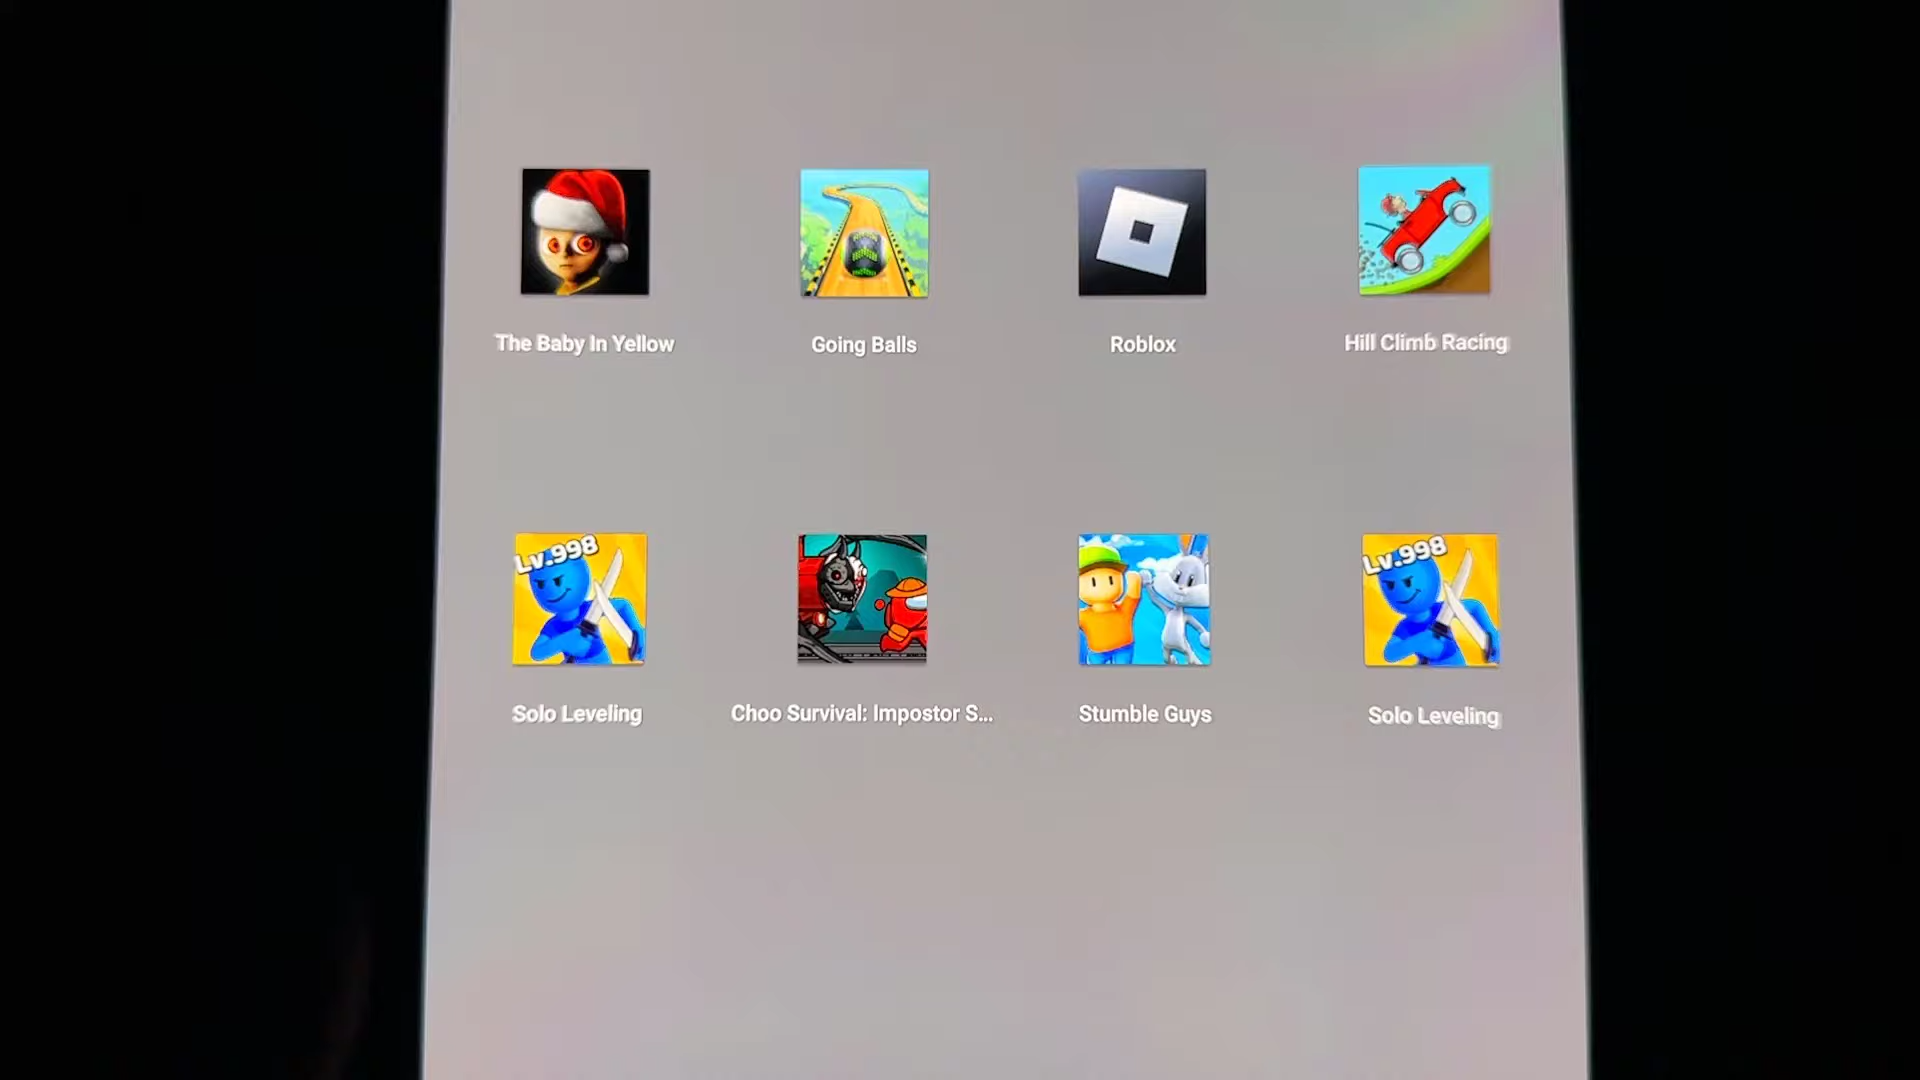 The Baby In Yellow
Going Balls
Roblox
Hill Climb Racing
Lv.998
Lv.998
Solo Leveling
Choo Survival: Impostor S...
Stumble Guys
Solo Leveling